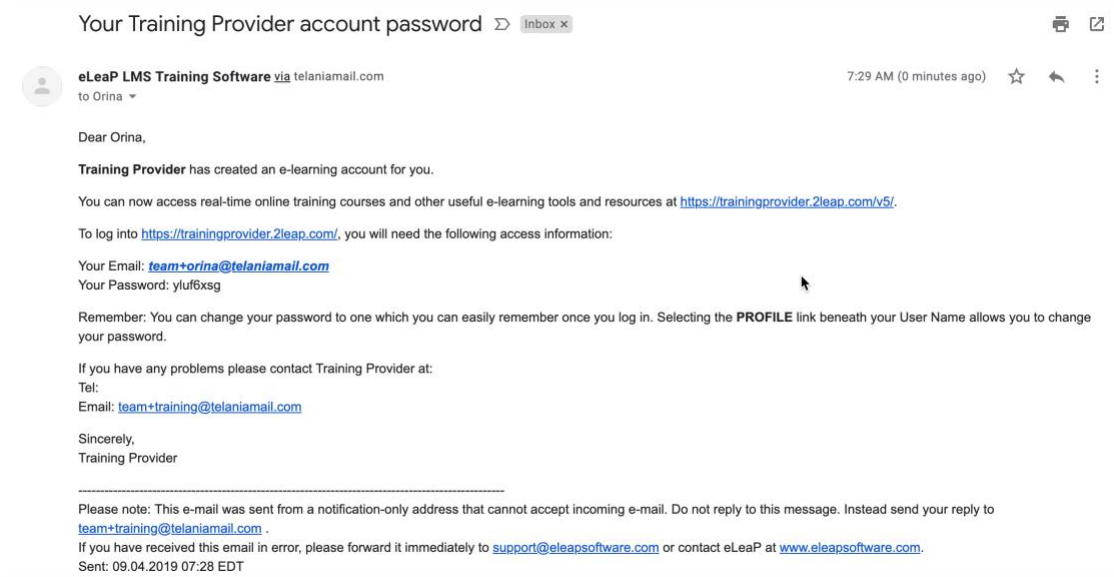 Your Training Provider account password Inbox ×
eLeaP LMS Training Software via telaniamail.com 7:29 AM (0 minutes ago)
to Orina
Dear Orina,
Training Provider has created an e-learning account for you.
You can now access real-time online training courses and other useful e-learning tools and resources at https://trainingprovider.2leap.com/v5/.
To log into https://trainingprovider.2leap.com/, you will need the following access information:
Your Email: team+orina@telaniamail.com
Your Password: yluf6xsg
Remember: You can change your password to one which you can easily remember once you log in. Selecting the PROFILE link beneath your User Name allows you to change
your password.
If you have any problems please contact Training Provider at:
Tel:
Email: team+training@telaniamail.com
Sincerely,
Training Provider
--------------------------------------------------------------------------------------------------------
Please note: This e-mail was sent from a notification-only address that cannot accept incoming e-mail. Do not reply to this message. Instead send your reply to
team+training@telaniamail.com .
If you have received this email in error, please forward it immediately to support@eleapsoftware.com or contact eLeaP at www.eleapsoftware.com.
Sent: 09.04.2019 07:28 EDT